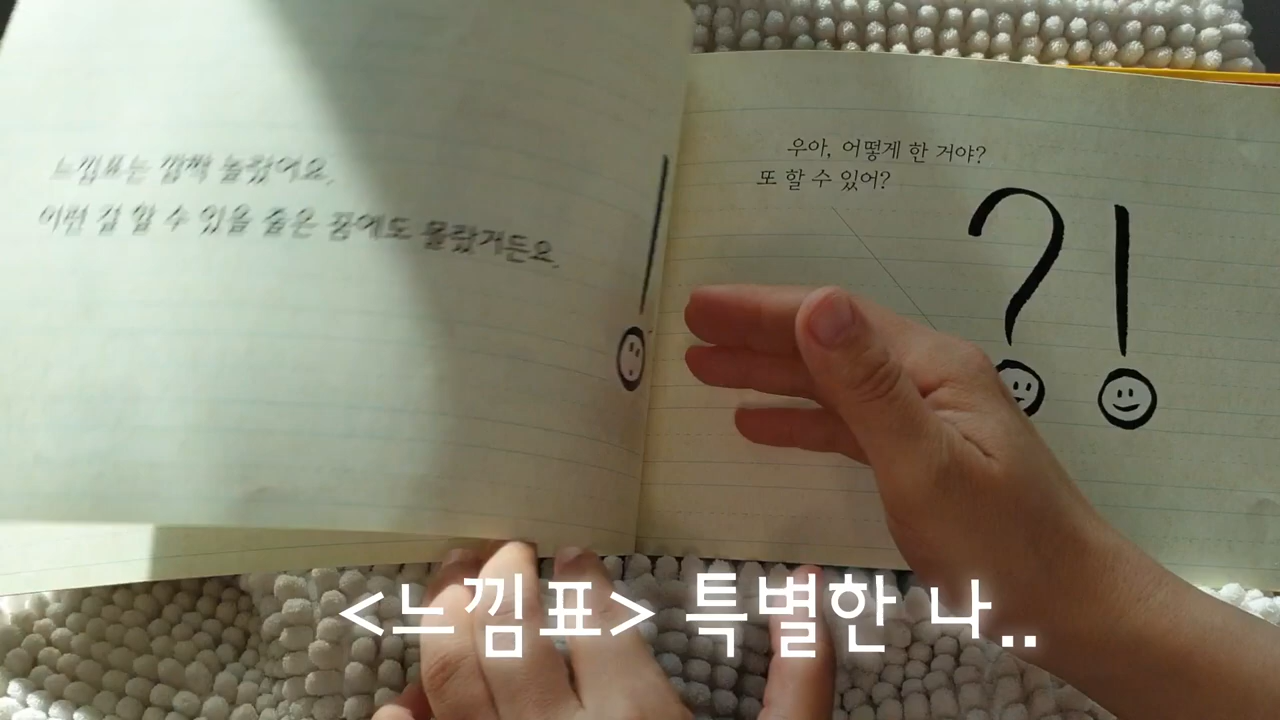 느낌표는 깜짝 놀랐어요.
이런 걸 할 수 있을 줄은 꿈에도 몰랐거든요.
우아, 어떻게 한 거야?
또 할 수 있어?
?!
<느낌표> 특별한 나..